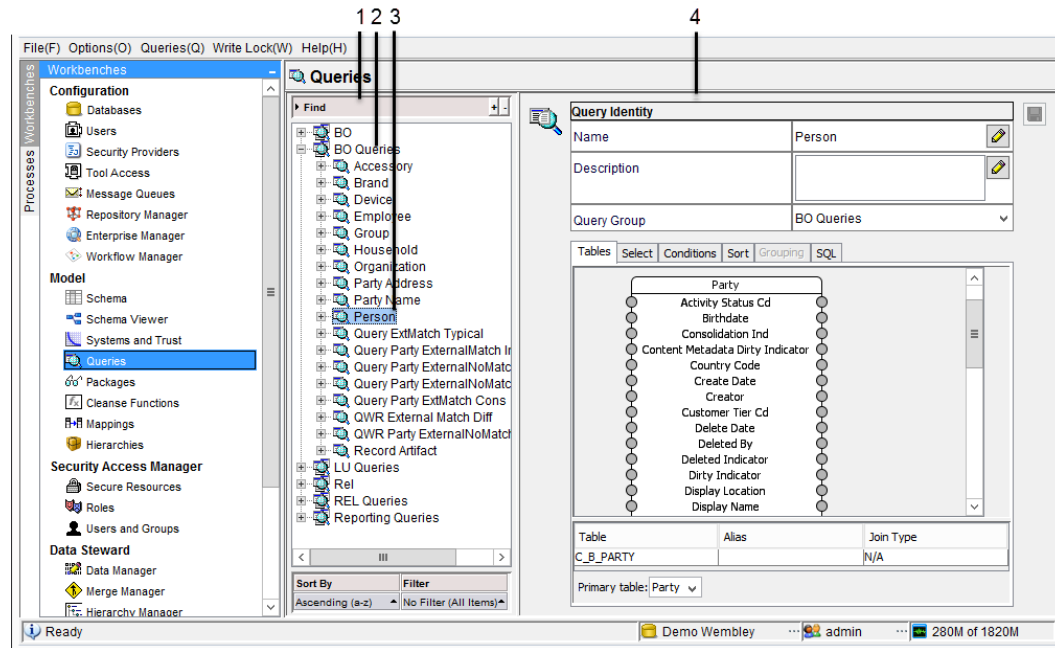 1 2 3 4
File(F) Options(O) Queries(Q) Write Lock(W) Help(H)
Workbenches
Processes
Workbenches
Configuration
Databases
Users
Security Providers
Tool Access
Message Queues
Repository Manager
Enterprise Manager
Workflow Manager
Model
Schema
Schema Viewer
Systems and Trust
Queries
Packages
Cleanse Functions
Mappings
Hierarchies
Security Access Manager
Secure Resources
Roles
Users and Groups
Data Steward
Data Manager
Merge Manager
Hierarchy Manager
Queries
Find + -
BO
BO Queries
Accessory
Brand
Device
Employee
Group
Household
Organization
Party Address
Party Name
Person
Query ExtMatch Typical
Query Party ExternalMatch Ir
Query Party ExternalNoMatc
Query Party ExternalNoMatc
Query Party ExtMatch Cons
QWR External Match Diff
QWR Party ExternalNoMatch
Record Artifact
LU Queries
Rel
REL Queries
Reporting Queries
Sort By Filter
Ascending (a-z) No Filter (All Items)
Query Identity
Name Person
Description
Query Group BO Queries
Tables Select Conditions Sort Grouping SQL
Party
Activity Status Cd
Birthdate
Consolidation Ind
Content Metadata Dirty Indicator
Country Code
Create Date
Creator
Customer Tier Cd
Delete Date
Deleted By
Deleted Indicator
Dirty Indicator
Display Location
Display Name
Table Alias Join Type
C_B_PARTY N/A
Primary table: Party
Ready Demo Wembley ... admin ... 280M of 1820M